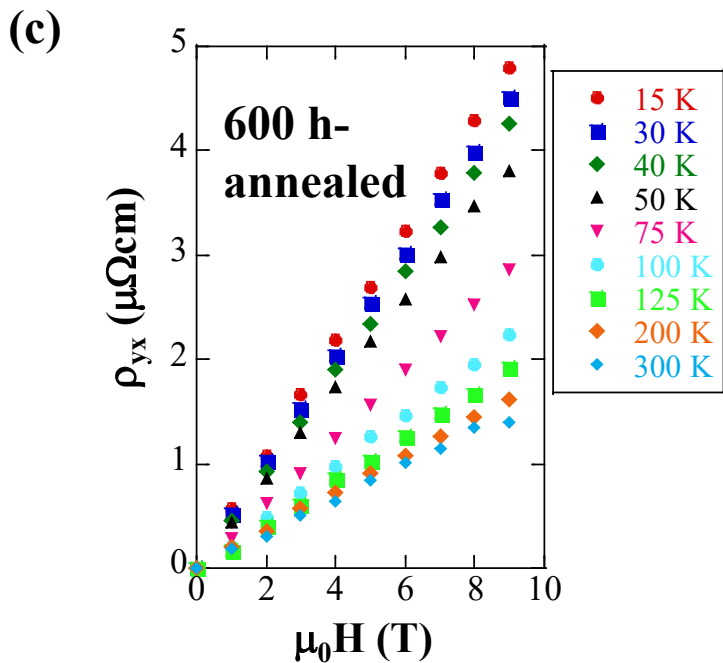 (c)
5
4
3
2
1
0
600 h-
annealed
ρyx (μΩcm)
0 2 4 6 8 10
μ0H (T)
15 K
30 K
40 K
50 K
75 K
100 K
125 K
200 K
300 K